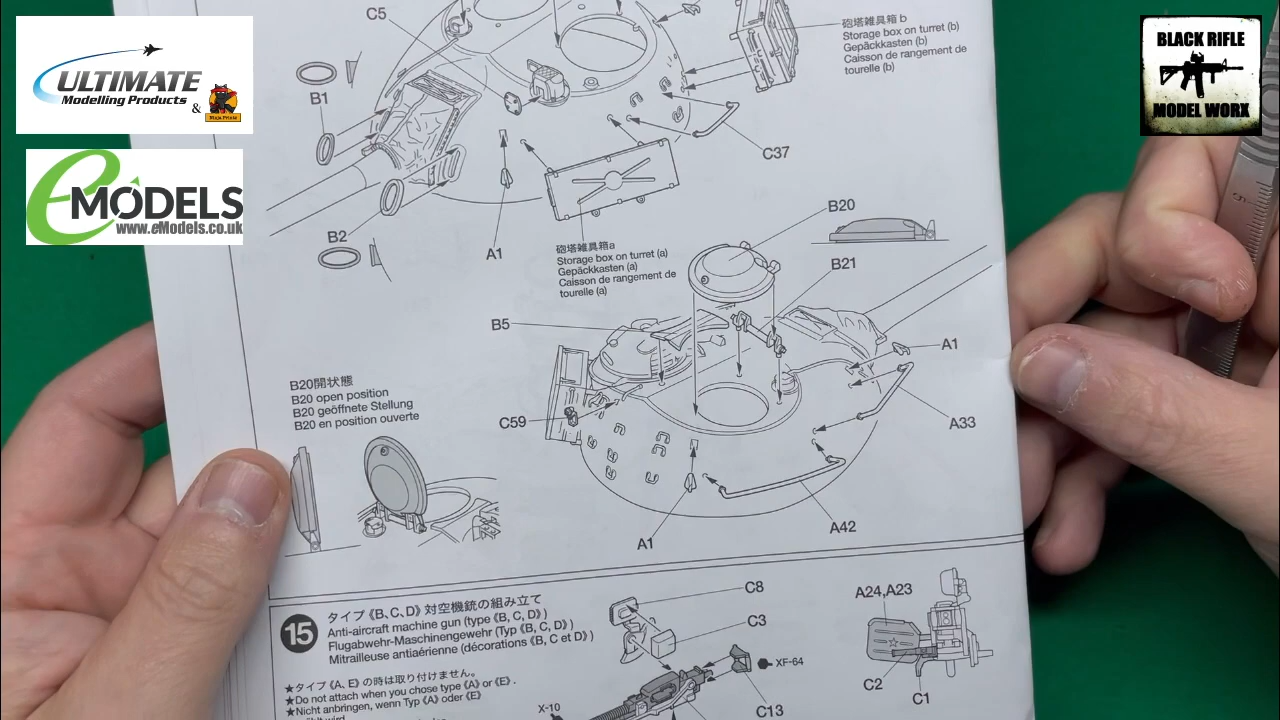 ULTIMATE
Modelling Products &
Ninja Prints
eMODELS
www.eModels.co.uk
BLACK RIFLE
MODEL WORX
C5
B1
B2
A1
C37
砲塔雑具箱 b
Storage box on turret (b)
Gepäckkasten (b)
Caisson de rangement de
tourelle (b)
砲塔雑具箱a
Storage box on turret (a)
Gepäckkasten (a)
Caisson de rangement de
tourelle (a)
B20
B21
B5
A1
C59
A33
A42
A1
B20開状態
B20 open position
B20 geöffnete Stellung
B20 en position ouverte
5
15
タイプ《B、C、D》対空機銃の組み立て
Anti-aircraft machine gun (type《B, C, D》)
Flugabwehr-Maschinengewehr (Typ《B, C, D》)
Mitrailleuse antiaérienne (décorations《B, C et D》)
★タイプ《A、E》の時は取り付けません。
★Do not attach when you chose type《A》or《E》.
★Nicht anbringen, wenn Typ《A》oder《E》
C8
C3
XF-64
C13
X-10
A24,A23
C2
C1